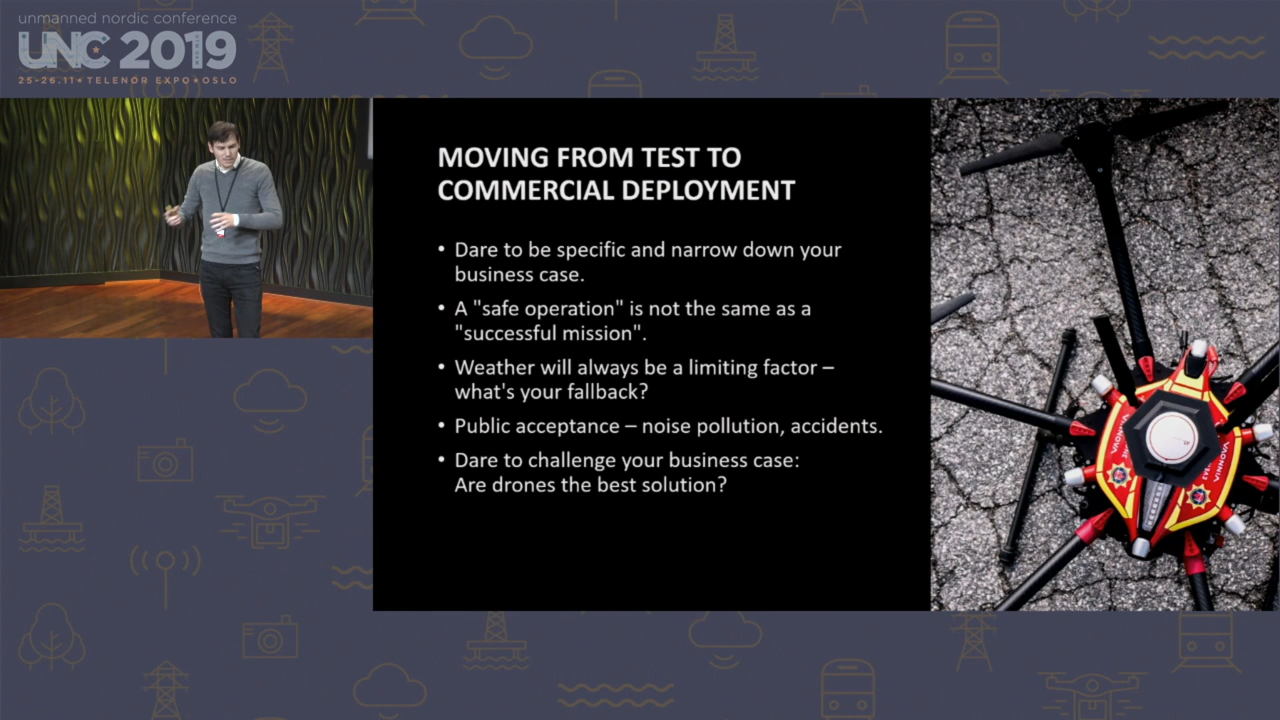 unmanned nordic conference
UNC 2019
25-26.11★TELENOR EXPO★OSLO
MOVING FROM TEST TO
COMMERCIAL DEPLOYMENT
• Dare to be specific and narrow down your
business case.
• A "safe operation" is not the same as a
"successful mission".
• Weather will always be a limiting factor –
what's your fallback?
• Public acceptance – noise pollution, accidents.
• Dare to challenge your business case:
Are drones the best solution?
VINNOVA
VINNOVA